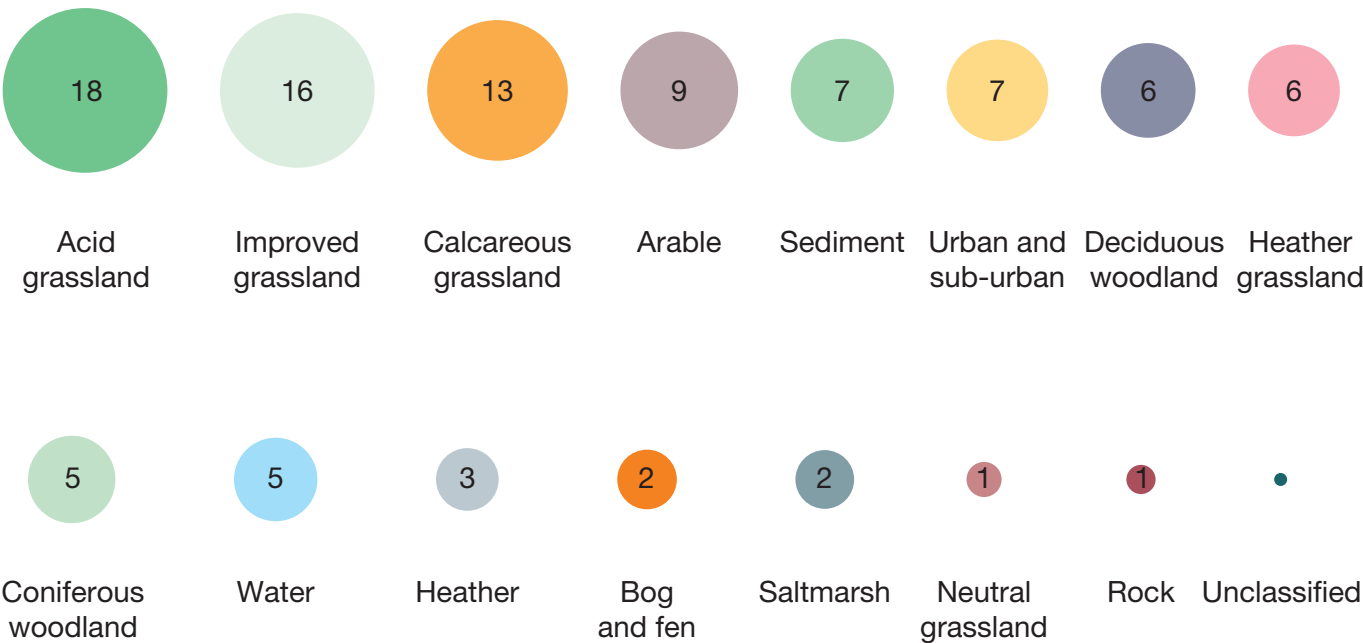 18 16 13 9 7 7 6 6
Acid Improved Calcareous Arable Sediment Urban and Deciduous Heather
grassland grassland grassland sub-urban woodland grassland
5 5 3 2 2 1 1
Coniferous Water Heather Bog Saltmarsh Neutral Rock Unclassified
woodland and fen grassland